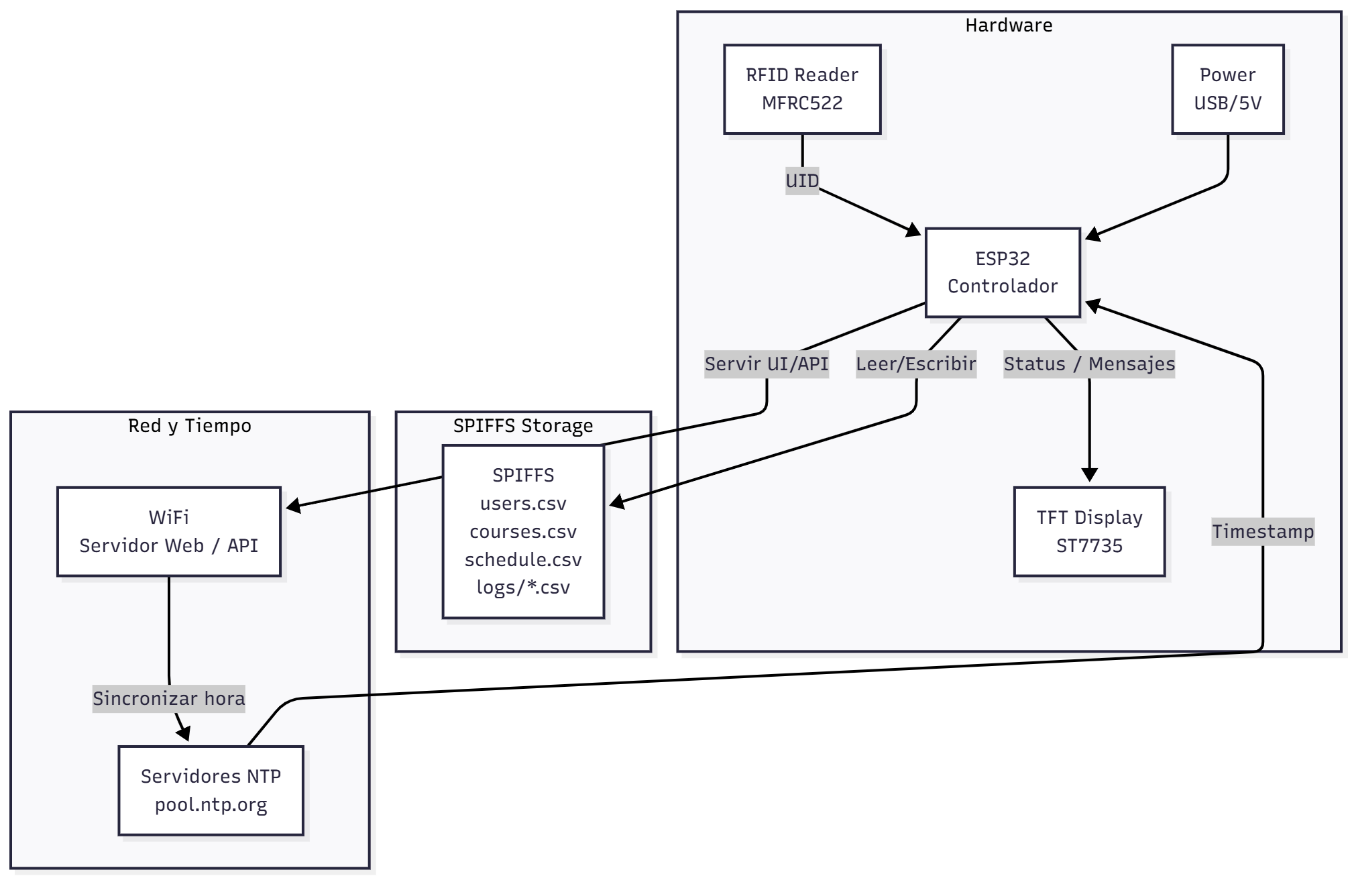 Hardware
RFID Reader
MFRC522
Power
USB/5V
UID
ESP32
Controlador
Servir UI/API
Leer/Escribir
Status / Mensajes
Red y Tiempo
SPIFFS Storage
SPIFFS
users.csv
courses.csv
schedule.csv
logs/*.csv
WiFi
Servidor Web / API
TFT Display
ST7735
Timestamp
Sincronizar hora
Servidores NTP
pool.ntp.org